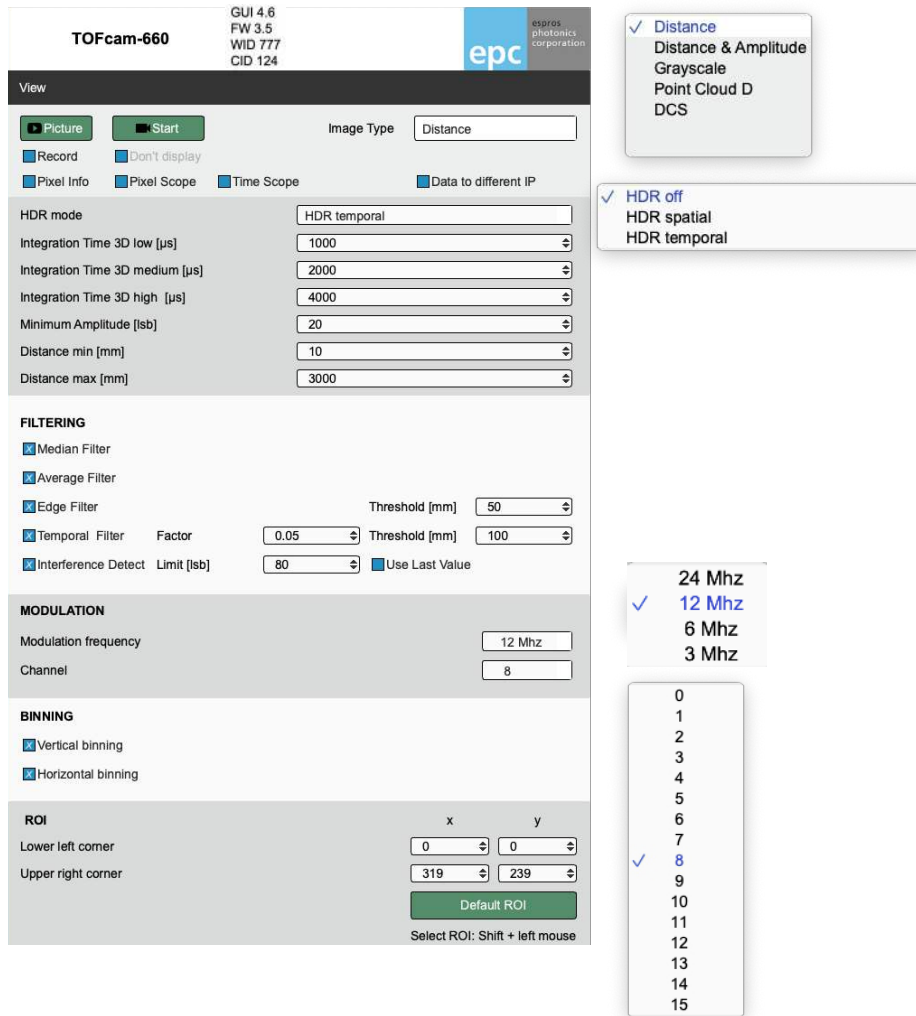 TOFcam-660
GUI 4.6
FW 3.5
WID 777
CID 124
epc
espros
photonics
corporation
View
Picture
Start
Image Type
Distance
Record
Don't display
Pixel Info
Pixel Scope
Time Scope
Data to different IP
HDR mode
HDR temporal
Integration Time 3D low [µs]
1000
Integration Time 3D medium [µs]
2000
Integration Time 3D high [µs]
4000
Minimum Amplitude [lsb]
20
Distance min [mm]
10
Distance max [mm]
3000
FILTERING
Median Filter
Average Filter
Edge Filter
Threshold [mm]
50
Temporal Filter
Factor
0.05
Threshold [mm]
100
Interference Detect
Limit [lsb]
80
Use Last Value
MODULATION
Modulation frequency
12 Mhz
Channel
8
BINNING
Vertical binning
Horizontal binning
ROI
x
y
Lower left corner
0
0
Upper right corner
319
239
Default ROI
Select ROI: Shift + left mouse
Distance
Distance & Amplitude
Grayscale
Point Cloud D
DCS
HDR off
HDR spatial
HDR temporal
24 Mhz
12 Mhz
6 Mhz
3 Mhz
0
1
2
3
4
5
6
7
8
9
10
11
12
13
14
15